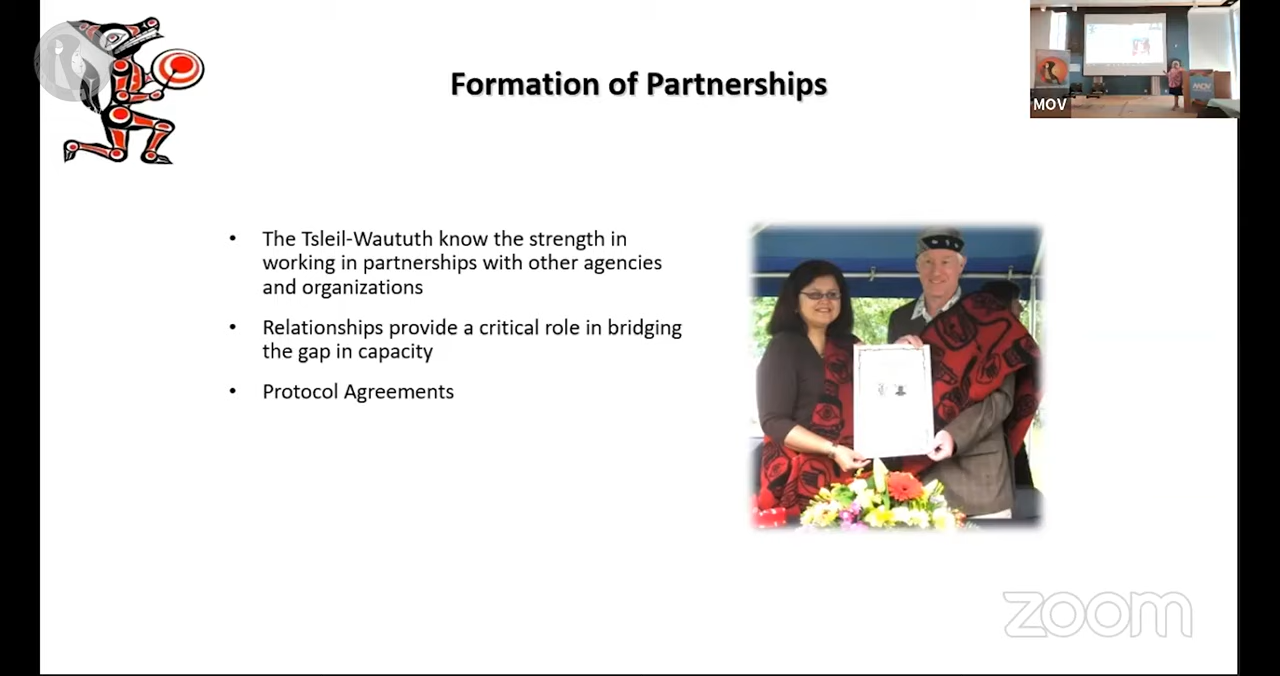 Formation of Partnerships
MOV
MOV
• The Tsleil-Waututh know the strength in
working in partnerships with other agencies
and organizations
• Relationships provide a critical role in bridging
the gap in capacity
• Protocol Agreements
zoom